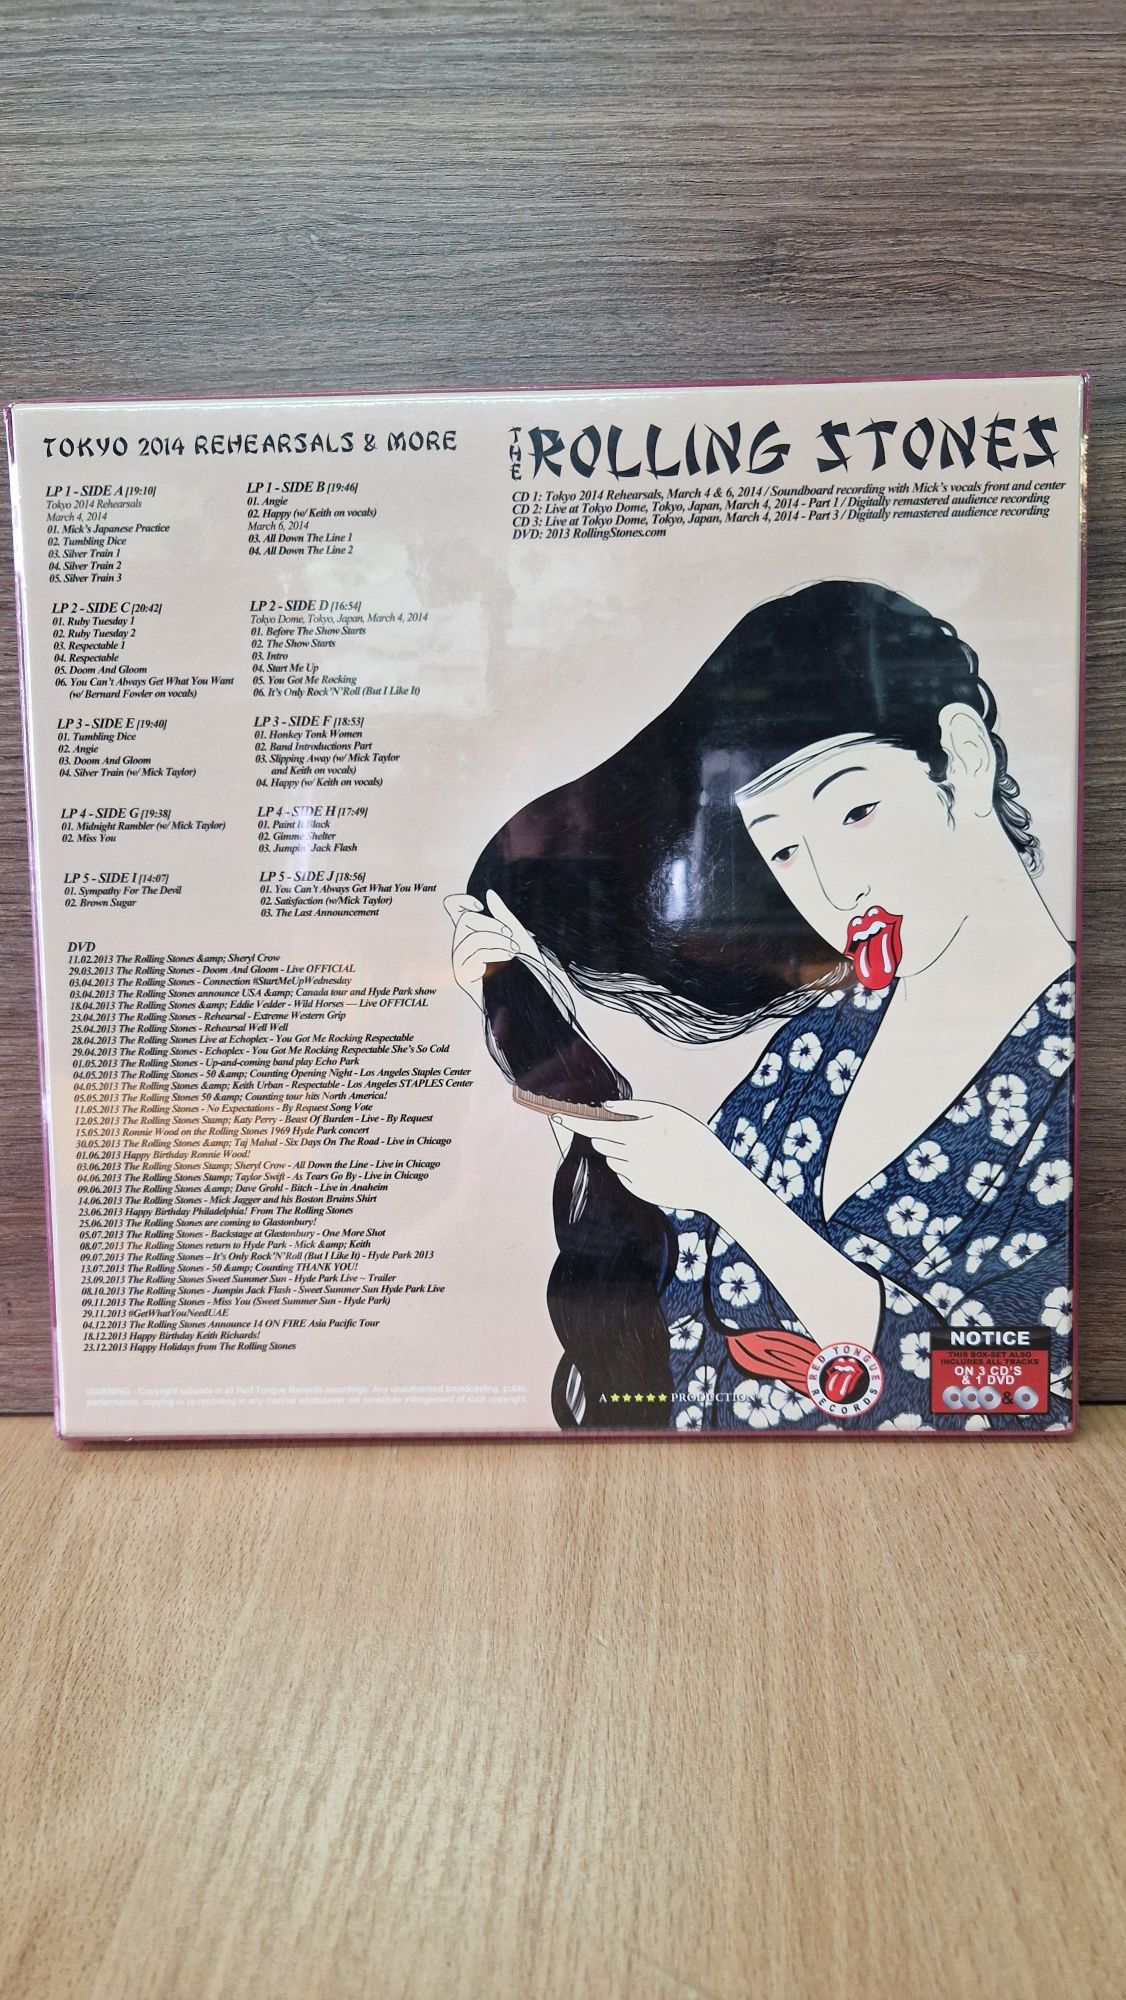 TOKYO 2014 REHEARSALS & MORE
LP 1 - SIDE A [19:10]
Tokyo 2014 Rehearsals
March 4, 2014
01. Mick's Japanese Practice
02. Tumbling Dice
03. Silver Train 1
04. Silver Train 2
05. Silver Train 3
LP 1 - SIDE B [19:46]
01. Angie
02. Happy (w/ Keith on vocals)
March 6, 2014
03. All Down The Line 1
04. All Down The Line 2
LP 2 - SIDE C [20:42]
01. Ruby Tuesday 1
02. Ruby Tuesday 2
03. Respectable 1
04. Respectable
05. Doom And Gloom
06. You Can't Always Get What You Want
(w/ Bernard Fowler on vocals)
LP 2 - SIDE D [16:54]
Tokyo Dome, Tokyo, Japan, March 4, 2014
01. Before The Show Starts
02. The Show Starts
03. Intro
04. Start Me Up
05. You Got Me Rocking
06. It's Only Rock'N'Roll (But I Like It)
LP 3 - SIDE E [19:40]
01. Tumbling Dice
02. Angie
03. Doom And Gloom
04. Silver Train (w/ Mick Taylor)
LP 3 - SIDE F [18:53]
01. Honkey Tonk Women
02. Band Introductions Part
03. Slipping Away (w/ Mick Taylor
and Keith on vocals)
04. Happy (w/ Keith on vocals)
LP 4 - SIDE G [19:38]
01. Midnight Rambler (w/ Mick Taylor)
02. Miss You
LP 4 - SIDE H [17:49]
01. Paint It Black
02. Gimme Shelter
03. Jumpin' Jack Flash
LP 5 - SIDE I [14:07]
01. Sympathy For The Devil
02. Brown Sugar
LP 5 - SIDE J [18:56]
01. You Can't Always Get What You Want
02. Satisfaction (w/Mick Taylor)
03. The Last Announcement
DVD
11.02.2013 The Rolling Stones &amp; Sheryl Crow
29.03.2013 The Rolling Stones - Doom And Gloom - Live OFFICIAL
03.04.2013 The Rolling Stones - Connection #StartMeUpWednesday
03.04.2013 The Rolling Stones announce USA &amp; Canada tour and Hyde Park show
18.04.2013 The Rolling Stones &amp; Eddie Vedder - Wild Horses — Live OFFICIAL
23.04.2013 The Rolling Stones - Rehearsal - Extreme Western Grip
25.04.2013 The Rolling Stones - Rehearsal Well Well
28.04.2013 The Rolling Stones Live at Echoplex - You Got Me Rocking Respectable
29.04.2013 The Rolling Stones - Echoplex - You Got Me Rocking Respectable She's So Cold
01.05.2013 The Rolling Stones - Up-and-coming band play Echo Park
04.05.2013 The Rolling Stones - 50 &amp; Counting Opening Night - Los Angeles Staples Center
04.05.2013 The Rolling Stones &amp; Keith Urban - Respectable - Los Angeles STAPLES Center
05.05.2013 The Rolling Stones 50 &amp; Counting tour hits North America!
11.05.2013 The Rolling Stones - No Expectations - By Request Song Vote
12.05.2013 The Rolling Stones Stamp; Katy Perry - Beast Of Burden - Live - By Request
15.05.2013 Ronnie Wood on the Rolling Stones 1969 Hyde Park concert
30.05.2013 The Rolling Stones &amp; Taj Mahal - Six Days On The Road - Live in Chicago
01.06.2013 Happy Birthday Ronnie Wood!
03.06.2013 The Rolling Stones Stamp; Sheryl Crow - All Down the Line - Live in Chicago
04.06.2013 The Rolling Stones Stamp; Taylor Swift - As Tears Go By - Live in Chicago
09.06.2013 The Rolling Stones &amp; Dave Grohl - Bitch - Live in Anaheim
14.06.2013 The Rolling Stones - Mick Jagger and his Boston Bruins Shirt
23.06.2013 Happy Birthday Philadelphia! From The Rolling Stones
25.06.2013 The Rolling Stones are coming to Glastonbury!
05.07.2013 The Rolling Stones - Backstage at Glastonbury - One More Shot
08.07.2013 The Rolling Stones return to Hyde Park - Mick &amp; Keith
09.07.2013 The Rolling Stones – It's Only Rock'N'Roll (But I Like It) - Hyde Park 2013
13.07.2013 The Rolling Stones - 50 &amp; Counting THANK YOU!
23.09.2013 The Rolling Stones Sweet Summer Sun - Hyde Park Live ~ Trailer
08.10.2013 The Rolling Stones - Jumpin Jack Flash - Sweet Summer Sun Hyde Park Live
09.11.2013 The Rolling Stones - Miss You (Sweet Summer Sun - Hyde Park)
29.11.2013 #GetWhatYouNeedUAE
04.12.2013 The Rolling Stones Announce 14 ON FIRE Asia Pacific Tour
18.12.2013 Happy Birthday Keith Richards!
23.12.2013 Happy Holidays from The Rolling Stones
WARNING - Copyright subsists in all Red Tongue Records recordings. Any unauthorised broadcasting, public
performance, copying or re-recording in any manner whatsoever will constitute infringement of such copyright
THE ROLLING STONES
CD 1: Tokyo 2014 Rehearsals, March 4 & 6, 2014 / Soundboard recording with Mick's vocals front and center
CD 2: Live at Tokyo Dome, Tokyo, Japan, March 4, 2014 - Part 1 / Digitally remastered audience recording
CD 3: Live at Tokyo Dome, Tokyo, Japan, March 4, 2014 - Part 3 / Digitally remastered audience recording
DVD: 2013 RollingStones.com
A ★★★★★ PRODUCTION
RED TONGUE RECORDS
NOTICE
THIS BOX-SET ALSO
INCLUDES ALL TRACKS
ON 3 CD'S
& 1 DVD
&